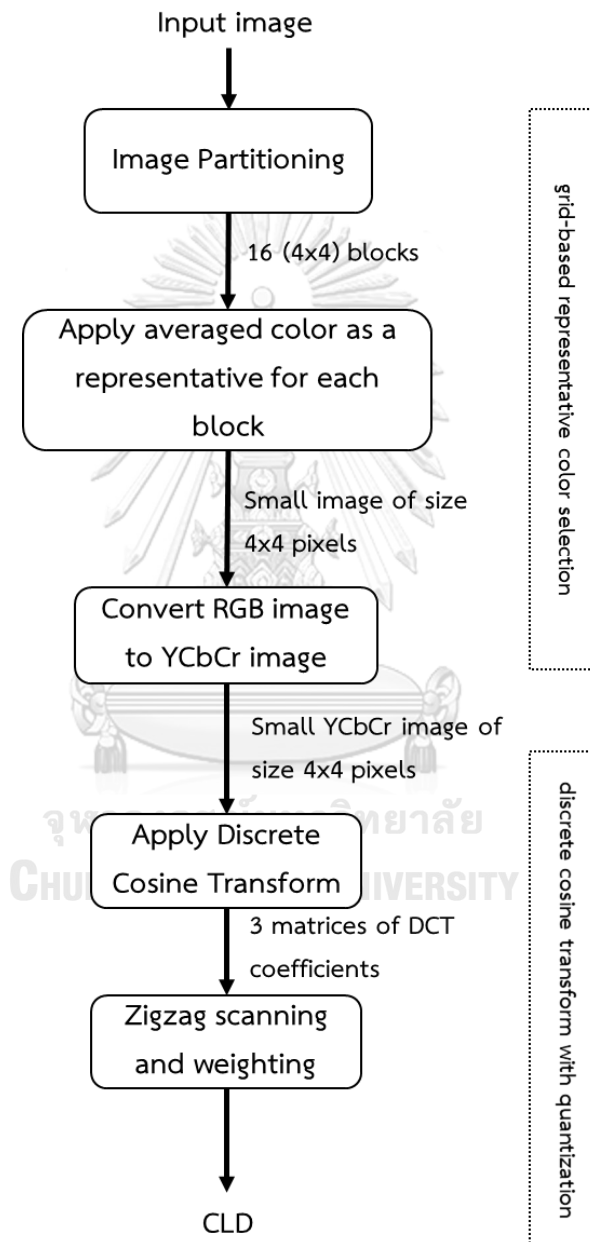 Input image
Image Partitioning
16 (4x4) blocks
Apply averaged color as a
representative for each
block
Small image of size
4x4 pixels
Convert RGB image
to YCbCr image
grid-based representative color selection
Small YCbCr image of
size 4x4 pixels
Apply Discrete
Cosine Transform
3 matrices of DCT
coefficients
Zigzag scanning
and weighting
CLD
discrete cosine transform with quantization